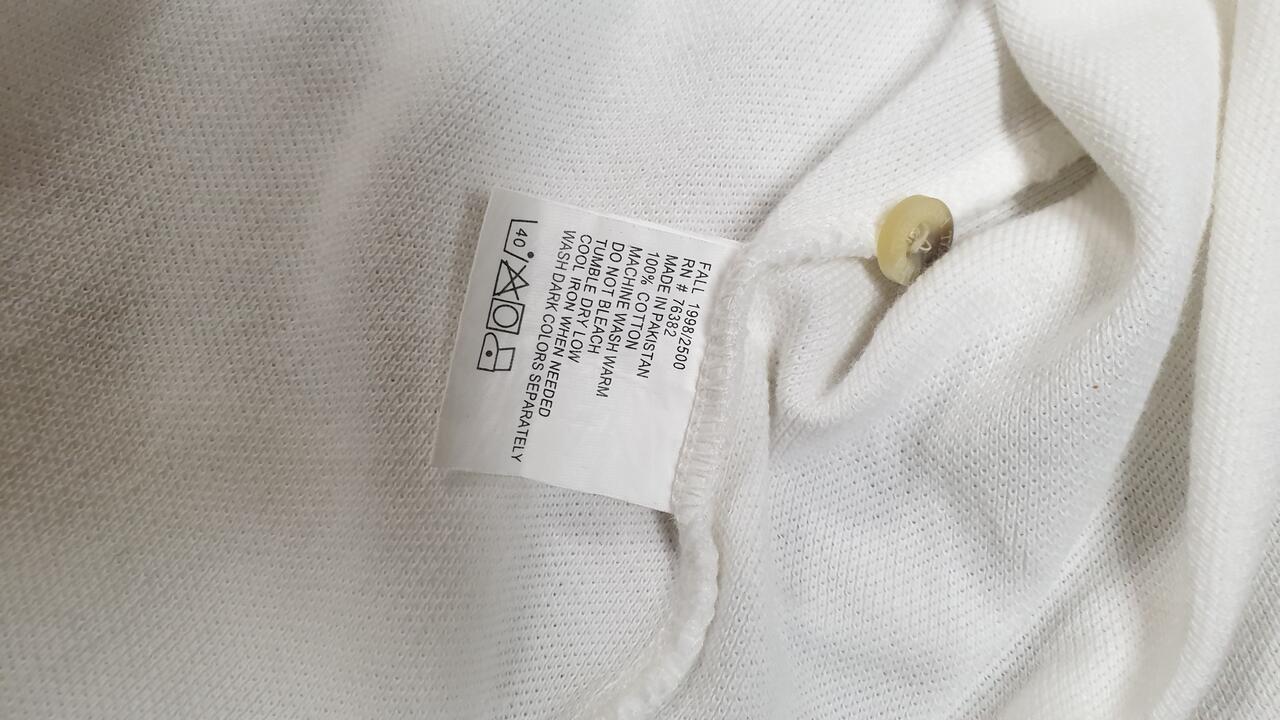 FALL 1998/2500
RN # 76382
MADE IN PAKISTAN
100% COTTON
MACHINE WASH WARM
DO NOT BLEACH
TUMBLE DRY LOW
COOL IRON WHEN NEEDED
WASH DARK COLORS SEPARATELY
40°